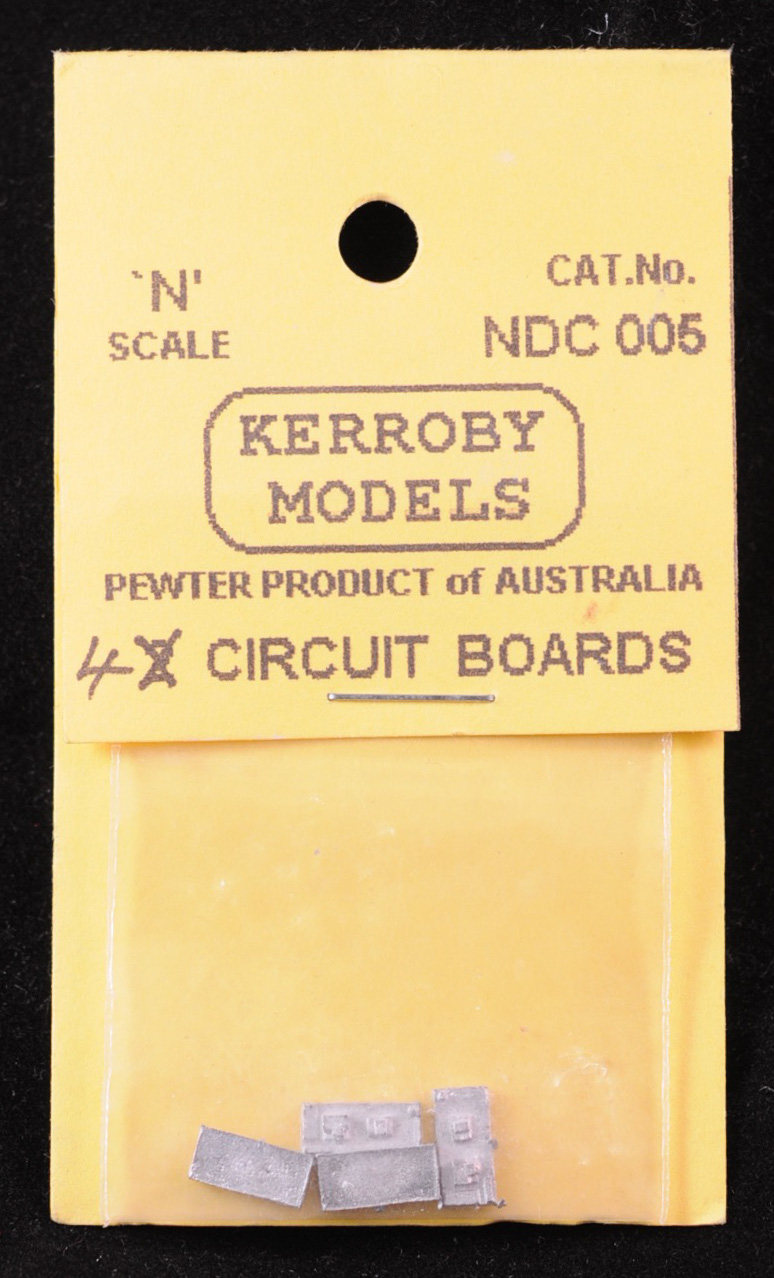 `N'
SCALE
CAT.No.
NDC 005
KERROBY
MODELS
PEWTER PRODUCT of AUSTRALIA
4 CIRCUIT BOARDS